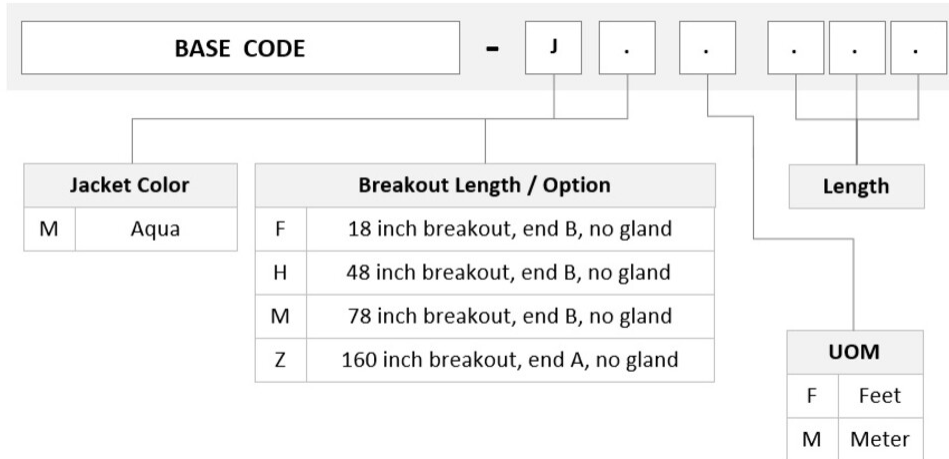 BASE CODE - J . . . . .
Jacket Color
M Aqua
Breakout Length / Option
F 18 inch breakout, end B, no gland
H 48 inch breakout, end B, no gland
M 78 inch breakout, end B, no gland
Z 160 inch breakout, end A, no gland
Length
UOM
F Feet
M Meter